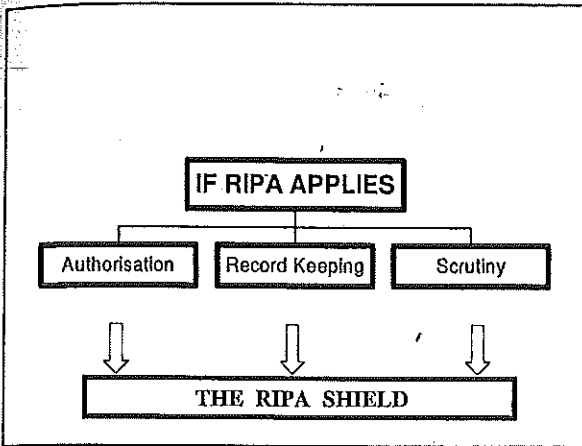 IF RIPA APPLIES
Authorisation Record Keeping Scrutiny
THE RIPA SHIELD